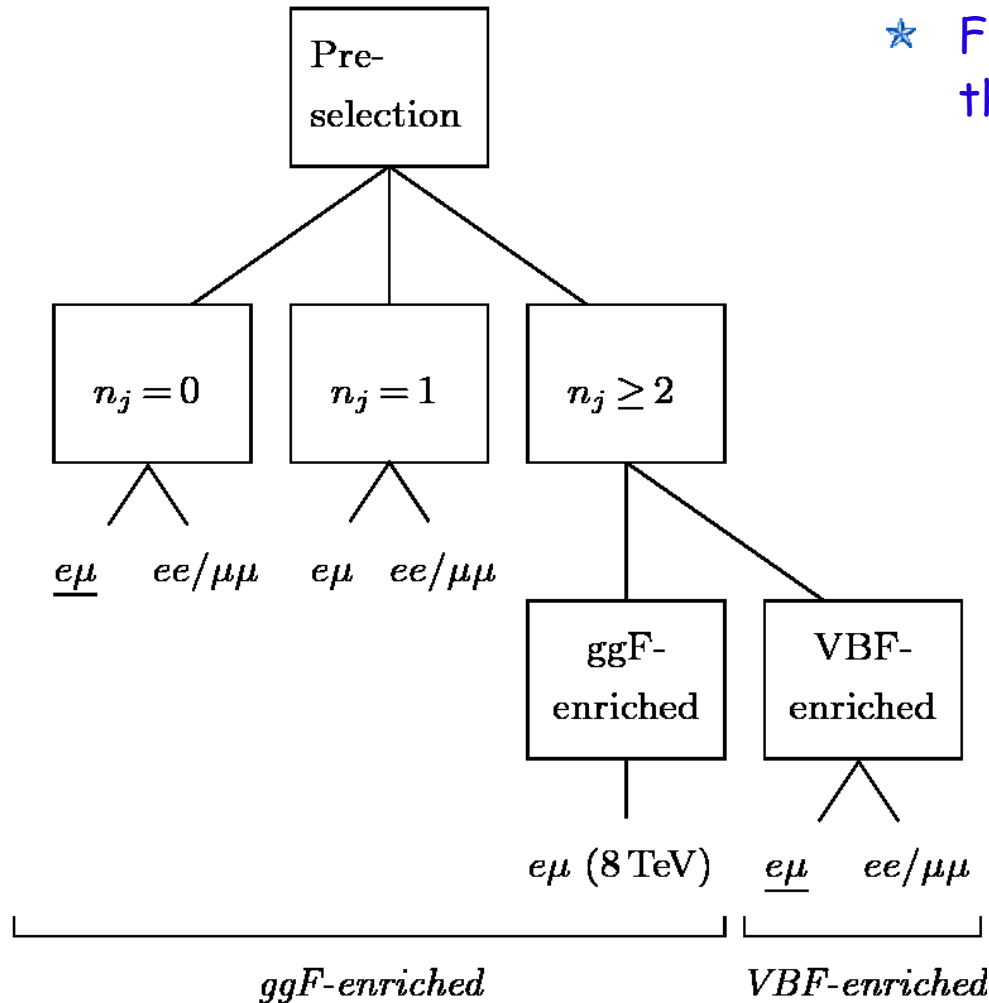 Pre-
selection
F
n_j = 0
n_j = 1
n_j ≥ 2
eμ ee/μμ eμ ee/μμ
ggF-
enriched
VBF-
enriched
eμ (8 TeV) eμ ee/μμ
ggF-enriched VBF-enriched